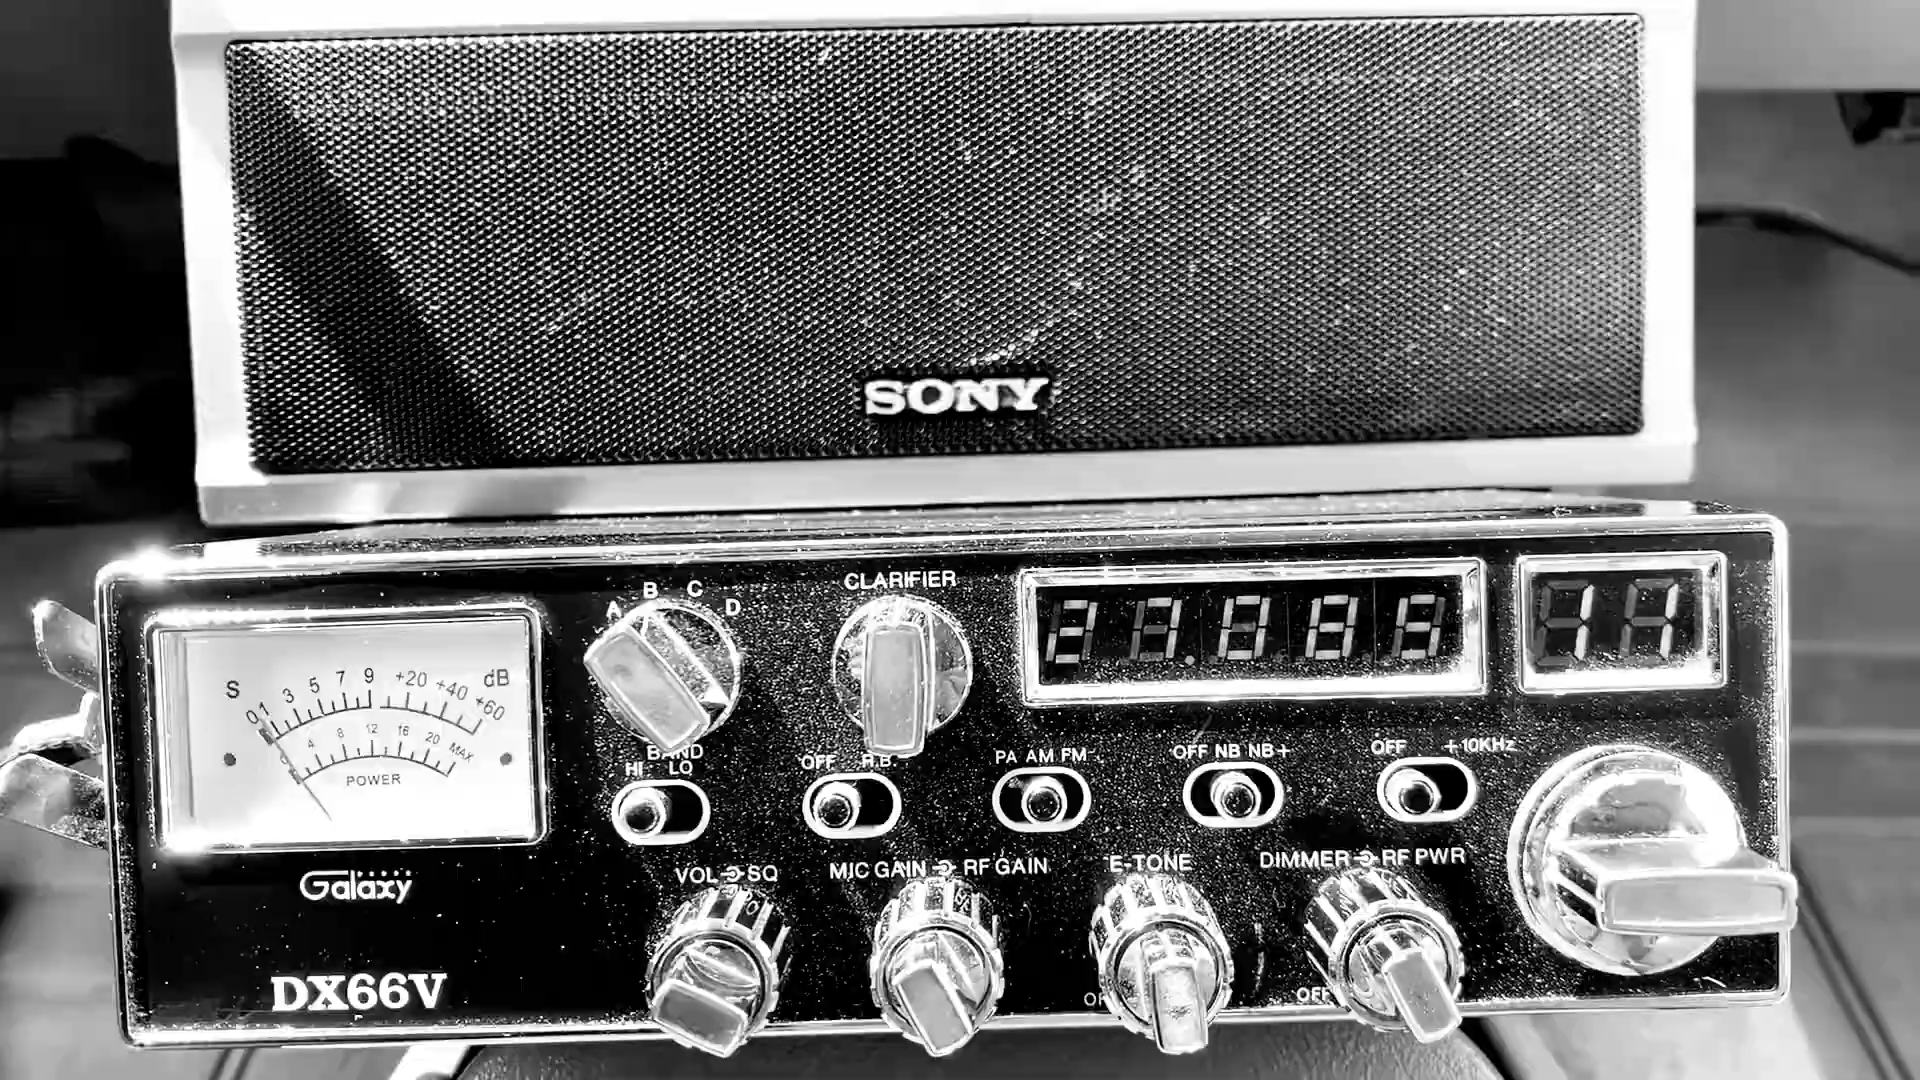 SONY
A B C D
CLARIFIER
11
S 01 3 5 7 9 +20 +40 +60 dB
4 8 12 16 20 MAX
POWER
BAND
HI LO
OFF R.B.
PA AM FM
OFF NB NB+
OFF +10KHz
Galaxy
VOL SQ
MIC GAIN RF GAIN
E-TONE
DIMMER RF PWR
DX66V
OFF